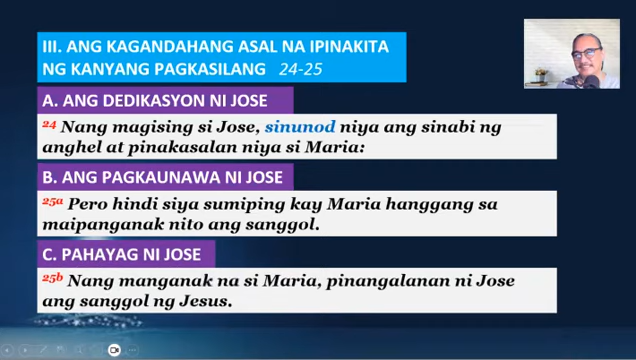 III. ANG KAGANDAHANG ASAL NA IPINAKITA
NG KANYANG PAGKASILANG 24-25
A. ANG DEDIKASYON NI JOSE
24 Nang magising si Jose, sinunod niya ang sinabi ng
anghel at pinakasalan niya si Maria:
B. ANG PAGKAUNAWA NI JOSE
25a Pero hindi siya sumiping kay Maria hanggang sa
maipanganak nito ang sanggol.
C. PAHAYAG NI JOSE
25b Nang manganak na si Maria, pinangalanan ni Jose
ang sanggol ng Jesus.